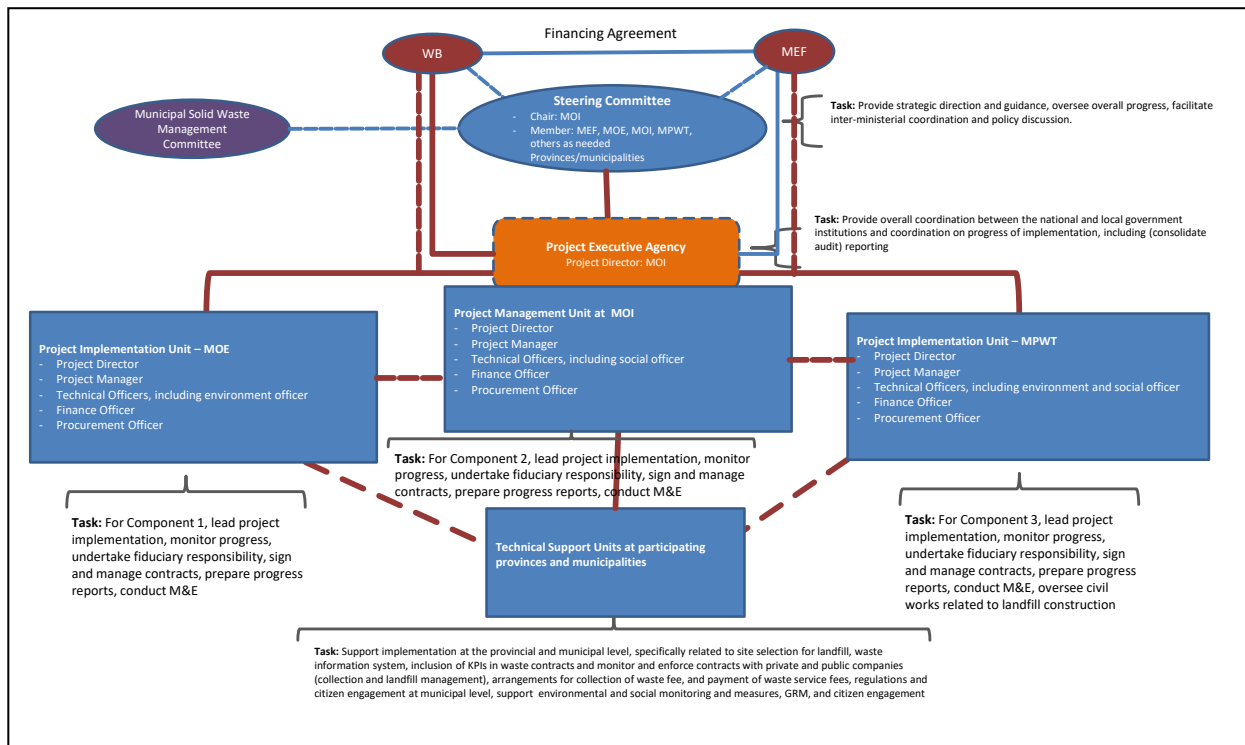 Financing Agreement
WB
MEF
Steering Committee
- Chair: MOI
- Member: MEF, MOE, MOI, MPWT,
others as needed
Provinces/municipalities
Municipal Solid Waste
Management
Committee
Task: Provide strategic direction and guidance, oversee overall progress, facilitate
inter-ministerial coordination and policy discussion.
Project Executive Agency
Project Director: MOI
Task: Provide overall coordination between the national and local government
institutions and coordination on progress of implementation, including (consolidate
audit) reporting
Project Implementation Unit – MOE
- Project Director
- Project Manager
- Technical Officers, including environment officer
- Finance Officer
- Procurement Officer
Project Management Unit at MOI
- Project Director
- Project Manager
- Technical Officers, including social officer
- Finance Officer
- Procurement Officer
Project Implementation Unit – MPWT
- Project Director
- Project Manager
- Technical Officers, including environment and social officer
- Finance Officer
- Procurement Officer
Task: For Component 2, lead project implementation, monitor
progress, undertake fiduciary responsibility, sign and manage
contracts, prepare progress reports, conduct M&E
Task: For Component 1, lead project
implementation, monitor progress,
undertake fiduciary responsibility, sign
and manage contracts, prepare progress
reports, conduct M&E
Technical Support Units at participating
provinces and municipalities
Task: For Component 3, lead project
implementation, monitor progress,
undertake fiduciary responsibility, sign
and manage contracts, prepare progress
reports, conduct M&E, oversee civil
works related to landfill construction
Task: Support implementation at the provincial and municipal level, specifically related to site selection for landfill, waste
information system, inclusion of KPIs in waste contracts and monitor and enforce contracts with private and public companies
(collection and landfill management), arrangements for collection of waste fee, and payment of waste service fees, regulations and
citizen engagement at municipal level, support environmental and social monitoring and measures, GRM, and citizen engagement